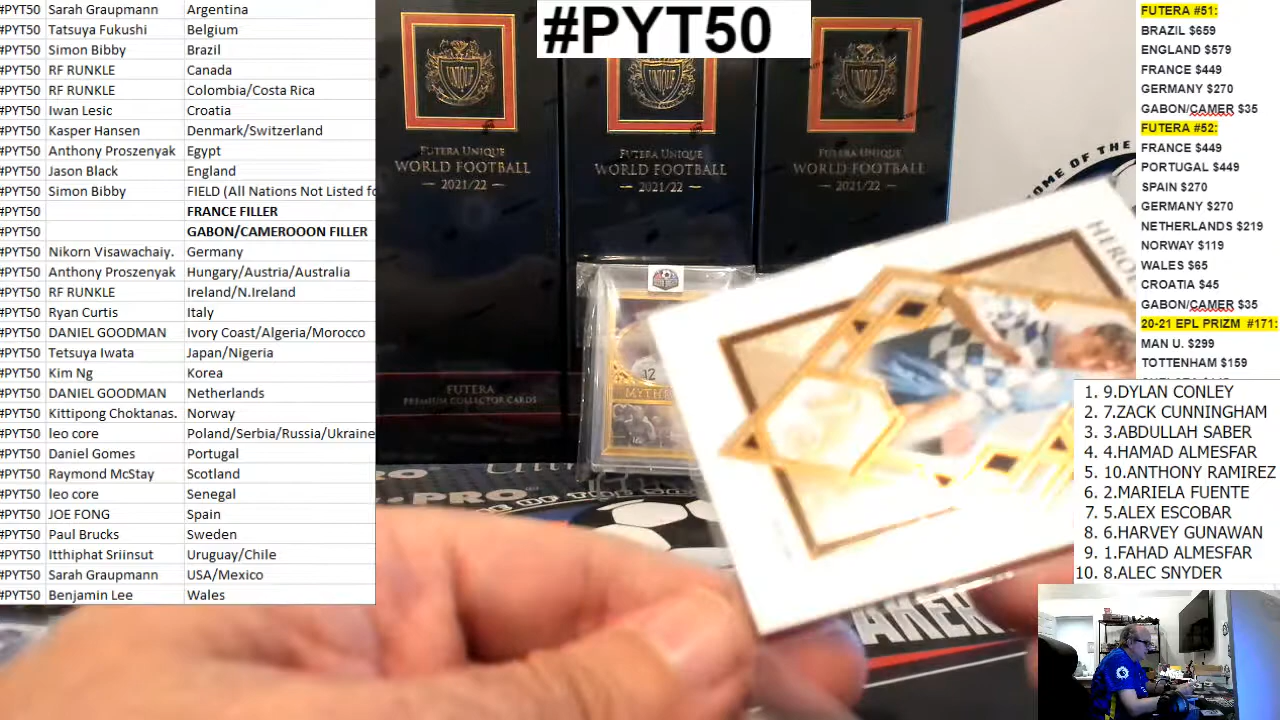 #PYT50 Sarah Graupmann Argentina
#PYT50 Tatsuya Fukushi Belgium
#PYT50 Simon Bibby Brazil
#PYT50 RF RUNKLE Canada
#PYT50 RF RUNKLE Colombia/Costa Rica
#PYT50 Iwan Lesic Croatia
#PYT50 Kasper Hansen Denmark/Switzerland
#PYT50 Anthony Proszenyak Egypt
#PYT50 Jason Black England
#PYT50 Simon Bibby FIELD (All Nations Not Listed fo
#PYT50 FRANCE FILLER
#PYT50 GABON/CAMEROOON FILLER
#PYT50 Nikorn Visawachaiy. Germany
#PYT50 Anthony Proszenyak Hungary/Austria/Australia
#PYT50 RF RUNKLE Ireland/N.Ireland
#PYT50 Ryan Curtis Italy
#PYT50 DANIEL GOODMAN Ivory Coast/Algeria/Morocco
#PYT50 Tetsuya Iwata Japan/Nigeria
#PYT50 Kim Ng Korea
#PYT50 DANIEL GOODMAN Netherlands
#PYT50 Kittipong Choktanas. Norway
#PYT50 leo core Poland/Serbia/Russia/Ukraine
#PYT50 Daniel Gomes Portugal
#PYT50 Raymond McStay Scotland
#PYT50 leo core Senegal
#PYT50 JOE FONG Spain
#PYT50 Paul Brucks Sweden
#PYT50 Itthiphat Sriinsut Uruguay/Chile
#PYT50 Sarah Graupmann USA/Mexico
#PYT50 Benjamin Lee Wales
#PYT50
UNIQUE
FUTERA UNIQUE
WORLD FOOTBALL
2021/22
FUTERA
PREMIUM COLLECTOR CARDS
UNIQUE
FUTERA UNIQUE
WORLD FOOTBALL
2021/22
UNIQUE
FUTERA UNIQUE
WORLD FOOTBALL
2021/22
12
HOME OF THE
FUTERA #51:
BRAZIL $659
ENGLAND $579
FRANCE $449
GERMANY $270
GABON/CAMER $35
FUTERA #52:
FRANCE $449
PORTUGAL $449
SPAIN $270
GERMANY $270
NETHERLANDS $219
NORWAY $119
WALES $65
CROATIA $45
GABON/CAMER $35
20-21 EPL PRIZM #171:
MAN U. $299
TOTTENHAM $159
1. 9.DYLAN CONLEY
2. 7.ZACK CUNNINGHAM
3. 3.ABDULLAH SABER
4. 4.HAMAD ALMESFAR
5. 10.ANTHONY RAMIREZ
6. 2.MARIELA FUENTE
7. 5.ALEX ESCOBAR
8. 6.HARVEY GUNAWAN
9. 1.FAHAD ALMESFAR
10. 8.ALEC SNYDER